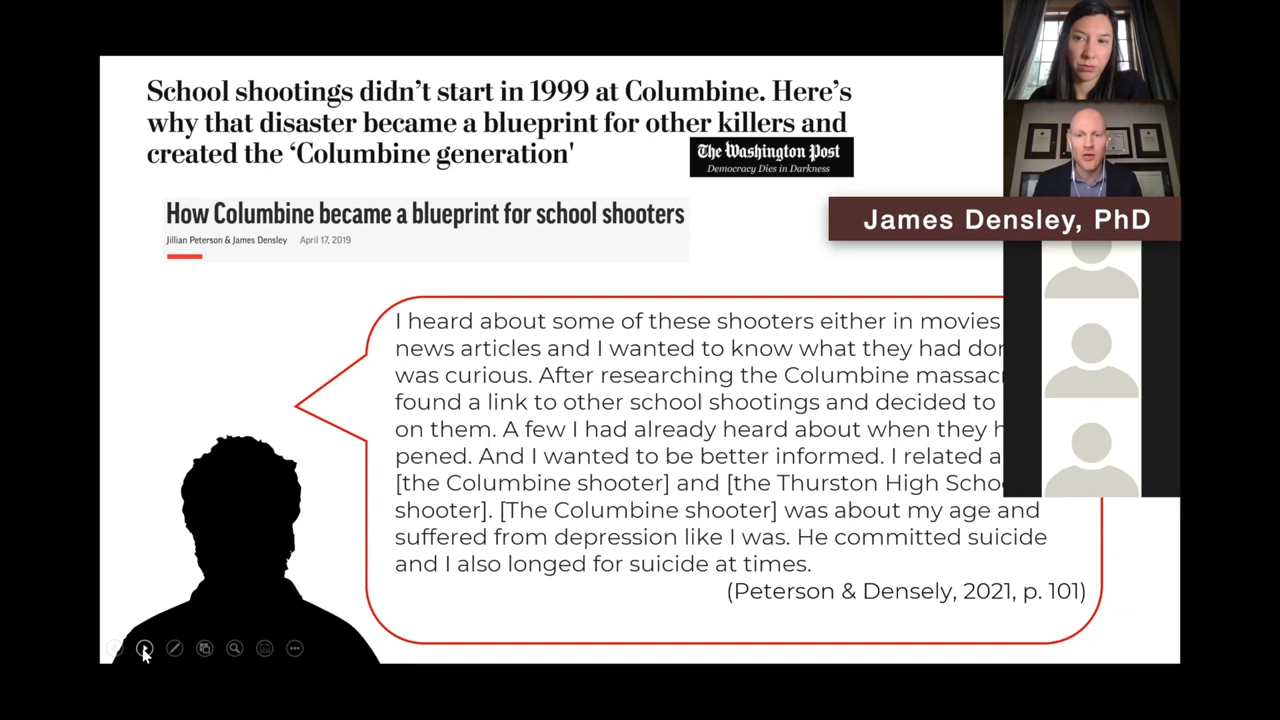 School shootings didn't start in 1999 at Columbine. Here's
why that disaster became a blueprint for other killers and
created the ‘Columbine generation'
The Washington Post
Democracy Dies in Darkness
How Columbine became a blueprint for school shooters
Jillian Peterson & James Densley April 17, 2019
James Densley, PhD
I heard about some of these shooters either in movies
news articles and I wanted to know what they had
was curious. After researching the Columbine
found a link to other school shootings and decided to
on them. A few I had already heard about when they
pened. And I wanted to be better informed. I related
[the Columbine shooter] and [the Thurston High
shooter]. [The Columbine shooter] was about my age and
suffered from depression like I was. He committed suicide
and I also longed for suicide at times.
(Peterson & Densely, 2021, p. 101)